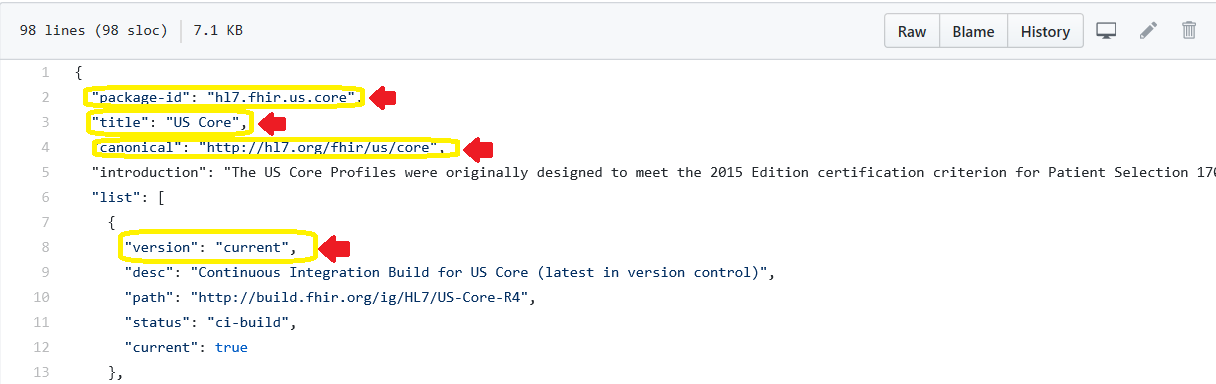 98 lines (98 sloc) 7.1 KB Raw Blame History
1 {
2 "package-id": "hl7.fhir.us.core",
3 "title": "US Core",
4 "canonical": "http://hl7.org/fhir/us/core",
5 "introduction": "The US Core Profiles were originally designed to meet the 2015 Edition certification criterion for Patient Selection 170
6 "list": [
7 {
8 "version": "current",
9 "desc": "Continuous Integration Build for US Core (latest in version control)",
10 "path": "http://build.fhir.org/ig/HL7/US-Core-R4",
11 "status": "ci-build",
12 "current": true
13 },